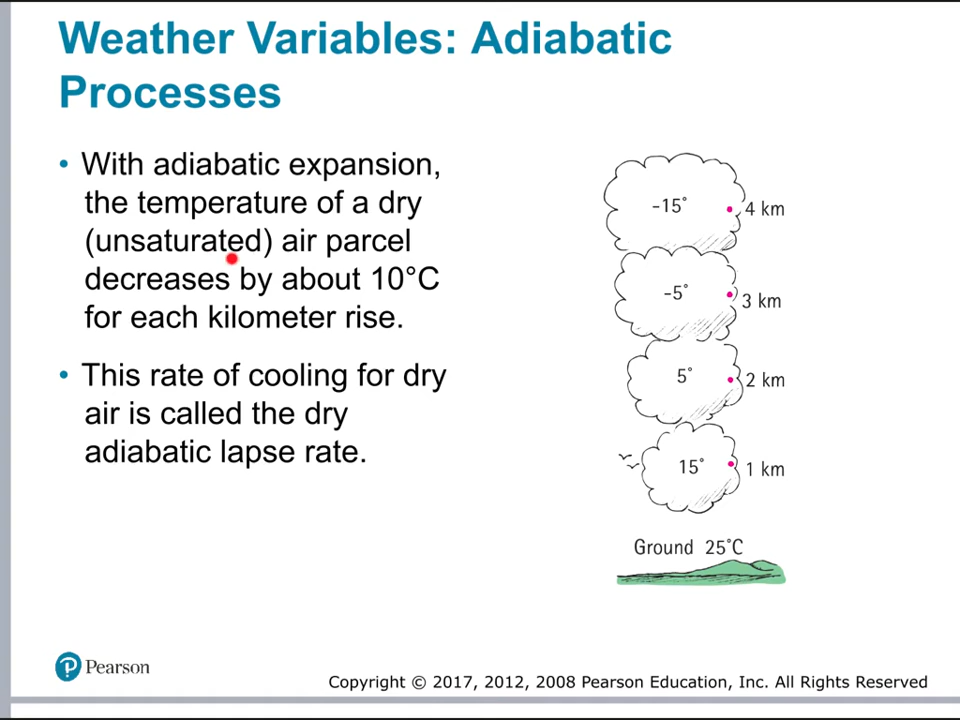 Weather Variables: Adiabatic
Processes
• With adiabatic expansion,
the temperature of a dry
(unsaturated) air parcel
decreases by about 10°C
for each kilometer rise.
• This rate of cooling for dry
air is called the dry
adiabatic lapse rate.
-15° 4 km
-5° 3 km
5° 2 km
15° 1 km
Ground 25°C
P Pearson
Copyright © 2017, 2012, 2008 Pearson Education, Inc. All Rights Reserved